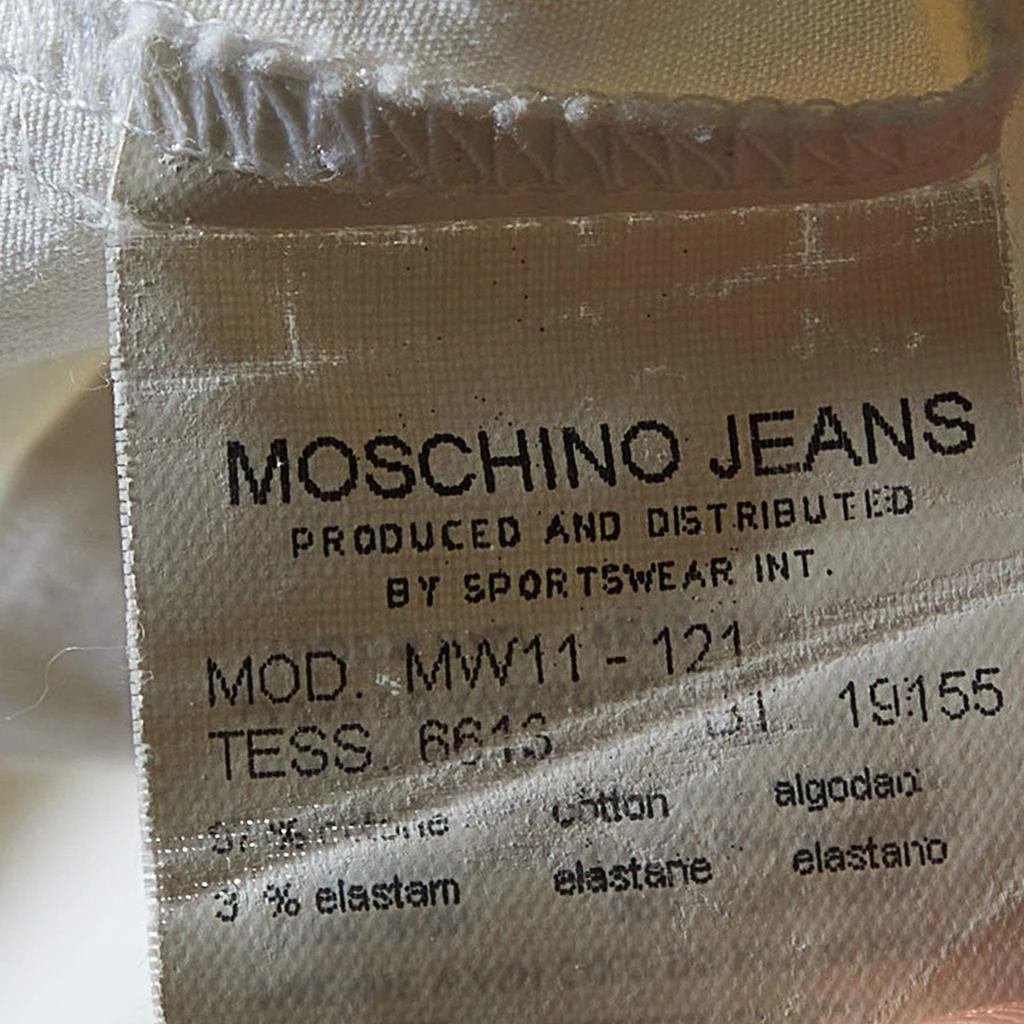 MOSCHINO JEANS
PRODUCED AND DISTRIBUTED
BY SPORTSWEAR INT.
MOD. MW11 - 121
TESS. 19155
% cotton algodao
3 % elastam elastane elastano